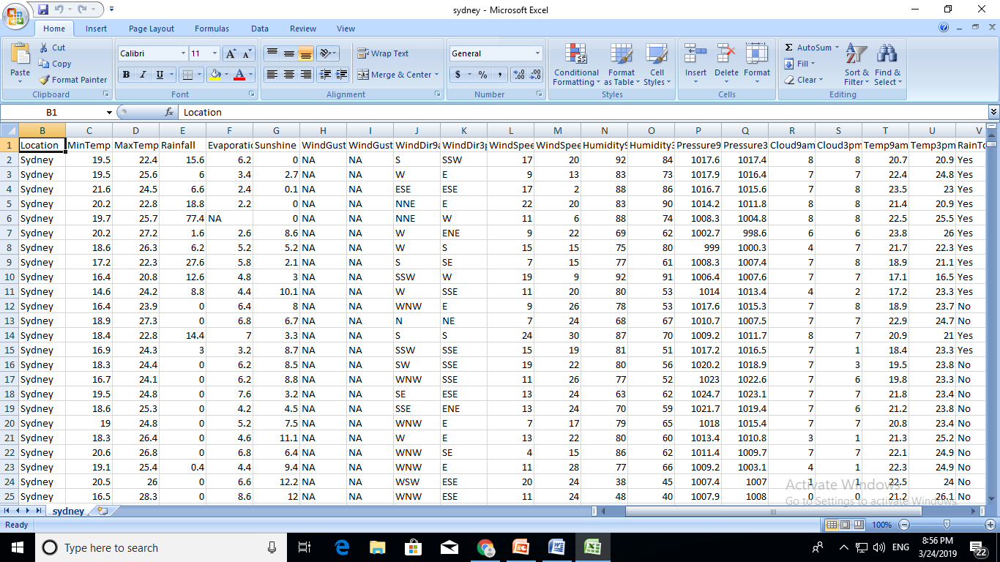 sydney - Microsoft Excel
Home Insert Page Layout Formulas Data Review View
Paste Cut Copy Format Painter
Calibri 11
B I U
Wrap Text
Merge & Center
General
$ % ,
Conditional Formatting Format as Table Cell Styles
Insert Delete Format
Σ AutoSum Fill Clear
Sort & Filter Find & Select
Clipboard Font Alignment Number Styles Cells Editing
B1 fx Location
B C D E F G H I J K L M N O P Q R S T U V
1 Location MinTemp MaxTemp Rainfall Evaporatio Sunshine WindGust WindGust WindDir9a WindDir3p WindSpee WindSpee Humidity9 Humidity3 Pressure9 Pressure3 Cloud9am Cloud3pm Temp9am Temp3pm RainTo
2 Sydney 19.5 22.4 15.6 6.2 0 NA NA S SSW 17 20 92 84 1017.6 1017.4 8 8 20.7 20.9 Yes
3 Sydney 19.5 25.6 6 3.4 2.7 NA NA W E 9 13 83 73 1017.9 1016.4 7 7 22.4 24.8 Yes
4 Sydney 21.6 24.5 6.6 2.4 0.1 NA NA ESE ESE 17 2 88 86 1016.7 1015.6 7 8 23.5 23 Yes
5 Sydney 20.2 22.8 18.8 2.2 0 NA NA NNE E 22 20 83 90 1014.2 1011.8 8 8 21.4 20.9 Yes
6 Sydney 19.7 25.7 77.4 NA 0 NA NA NNE W 11 6 88 74 1008.3 1004.8 8 8 22.5 25.5 Yes
7 Sydney 20.2 27.2 1.6 2.6 8.6 NA NA W ENE 9 22 69 62 1002.7 998.6 6 6 23.8 26 Yes
8 Sydney 18.6 26.3 6.2 5.2 5.2 NA NA W S 15 15 75 80 999 1000.3 4 7 21.7 22.3 Yes
9 Sydney 17.2 22.3 27.6 5.8 2.1 NA NA S SE 7 15 77 61 1008.3 1007.4 7 8 18.9 21.1 Yes
10 Sydney 16.4 20.8 12.6 4.8 3 NA NA SSW W 19 9 92 91 1006.4 1007.6 7 7 17.1 16.5 Yes
11 Sydney 14.6 24.2 8.8 4.4 10.1 NA NA W SSE 11 20 80 53 1014 1013.4 4 2 17.2 23.3 Yes
12 Sydney 16.4 23.9 0 6.4 8 NA NA WNW E 9 26 78 53 1017.6 1015.3 7 8 18.9 23.7 No
13 Sydney 18.9 27.3 0 6.8 6.7 NA NA N NE 7 24 68 67 1010.7 1007.5 7 7 22.9 24.7 No
14 Sydney 18.4 22.8 14.4 7 3.3 NA NA S S 24 30 87 70 1009.2 1011.7 8 7 20.9 21 Yes
15 Sydney 16.9 24.3 3 3.2 8.7 NA NA SSW SSE 15 19 81 51 1017.2 1016.5 7 1 18.4 23.3 Yes
16 Sydney 18.3 24.4 0 6.2 8.5 NA NA SW SSE 19 22 80 56 1020.2 1018.9 7 3 19.5 23.8 No
17 Sydney 16.7 24.1 0 6.2 8.8 NA NA WNW SSE 11 26 77 52 1023 1022.6 7 6 19.8 23.3 No
18 Sydney 19.5 24.8 0 7.6 3.2 NA NA SE ESE 13 24 63 62 1024.7 1023.1 7 7 21.8 23.4 No
19 Sydney 18.6 25.3 0 4.2 4.5 NA NA SSE ENE 13 24 70 59 1021.7 1019.4 7 6 21.2 23.8 No
20 Sydney 19 24.8 0 5.2 7.5 NA NA WNW E 7 17 79 65 1018 1015.4 7 7 20.8 23.4 No
21 Sydney 18.3 26.4 0 4.6 11.1 NA NA W E 13 22 80 60 1013.4 1010.8 3 1 21.3 25.2 No
22 Sydney 20.6 26.8 0 6.8 6.4 NA NA WNW SE 4 15 86 62 1011.4 1009.7 7 7 22.1 24.9 No
23 Sydney 19.1 25.4 0.4 4.4 9.4 NA NA WNW E 11 28 77 66 1009.2 1003.1 4 1 22.3 24.9 No
24 Sydney 20.5 26 0 6.6 12.2 NA NA WSW ESE 20 24 38 45 1007.4 1007 1 1 22.5 24 No
25 Sydney 16.5 28.3 0 8.6 12 NA NA WNW ESE 11 24 48 40 1007.9 1008 0 0 21.2 26.1 No
Activate Windows
Go to Settings to activate Windows.
sydney
Ready 100%
Type here to search
ENG
8:56 PM
3/24/2019
22